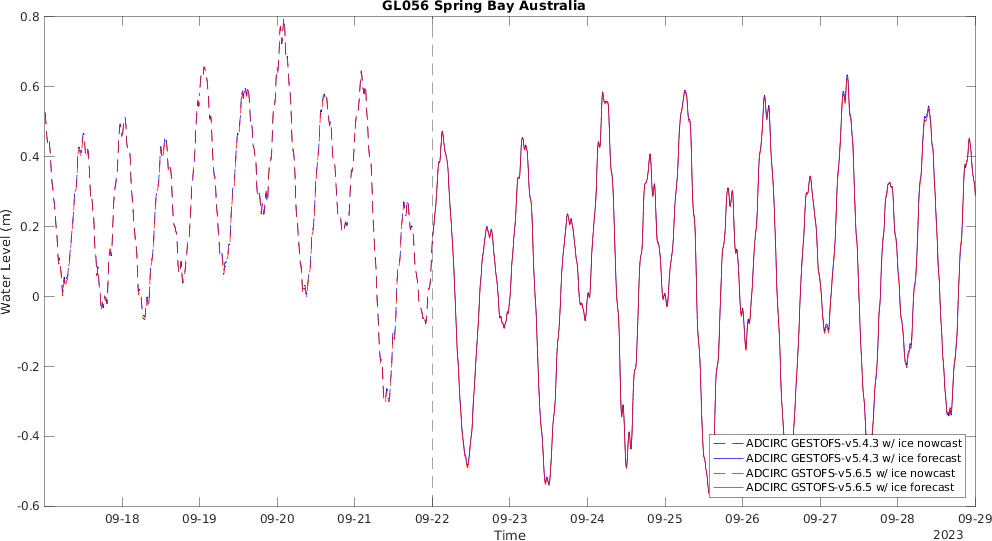 GL056 Spring Bay Australia
Water Level (m)
0.8
0.6
0.4
0.2
0
-0.2
-0.4
-0.6
ADCIRC GESTOFS-v5.4.3 w/ ice nowcast
ADCIRC GESTOFS-v5.4.3 w/ ice forecast
ADCIRC GSTOFS-v5.6.5 w/ ice nowcast
ADCIRC GSTOFS-v5.6.5 w/ ice forecast
09-18 09-19 09-20 09-21 09-22 09-23 09-24 09-25 09-26 09-27 09-28 09-29
Time
2023